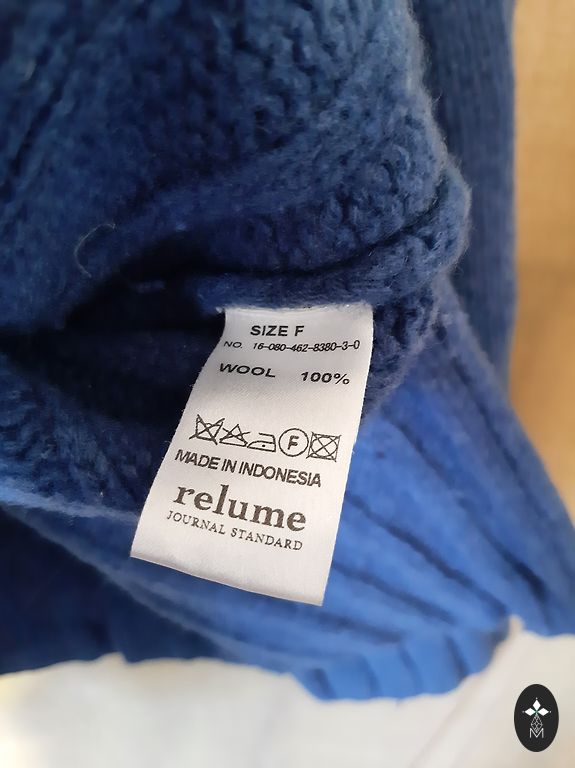 SIZE F
NO. 16-080-462-8380-3-0
WOOL 100%
F
MADE IN INDONESIA
relume
JOURNAL STANDARD
M